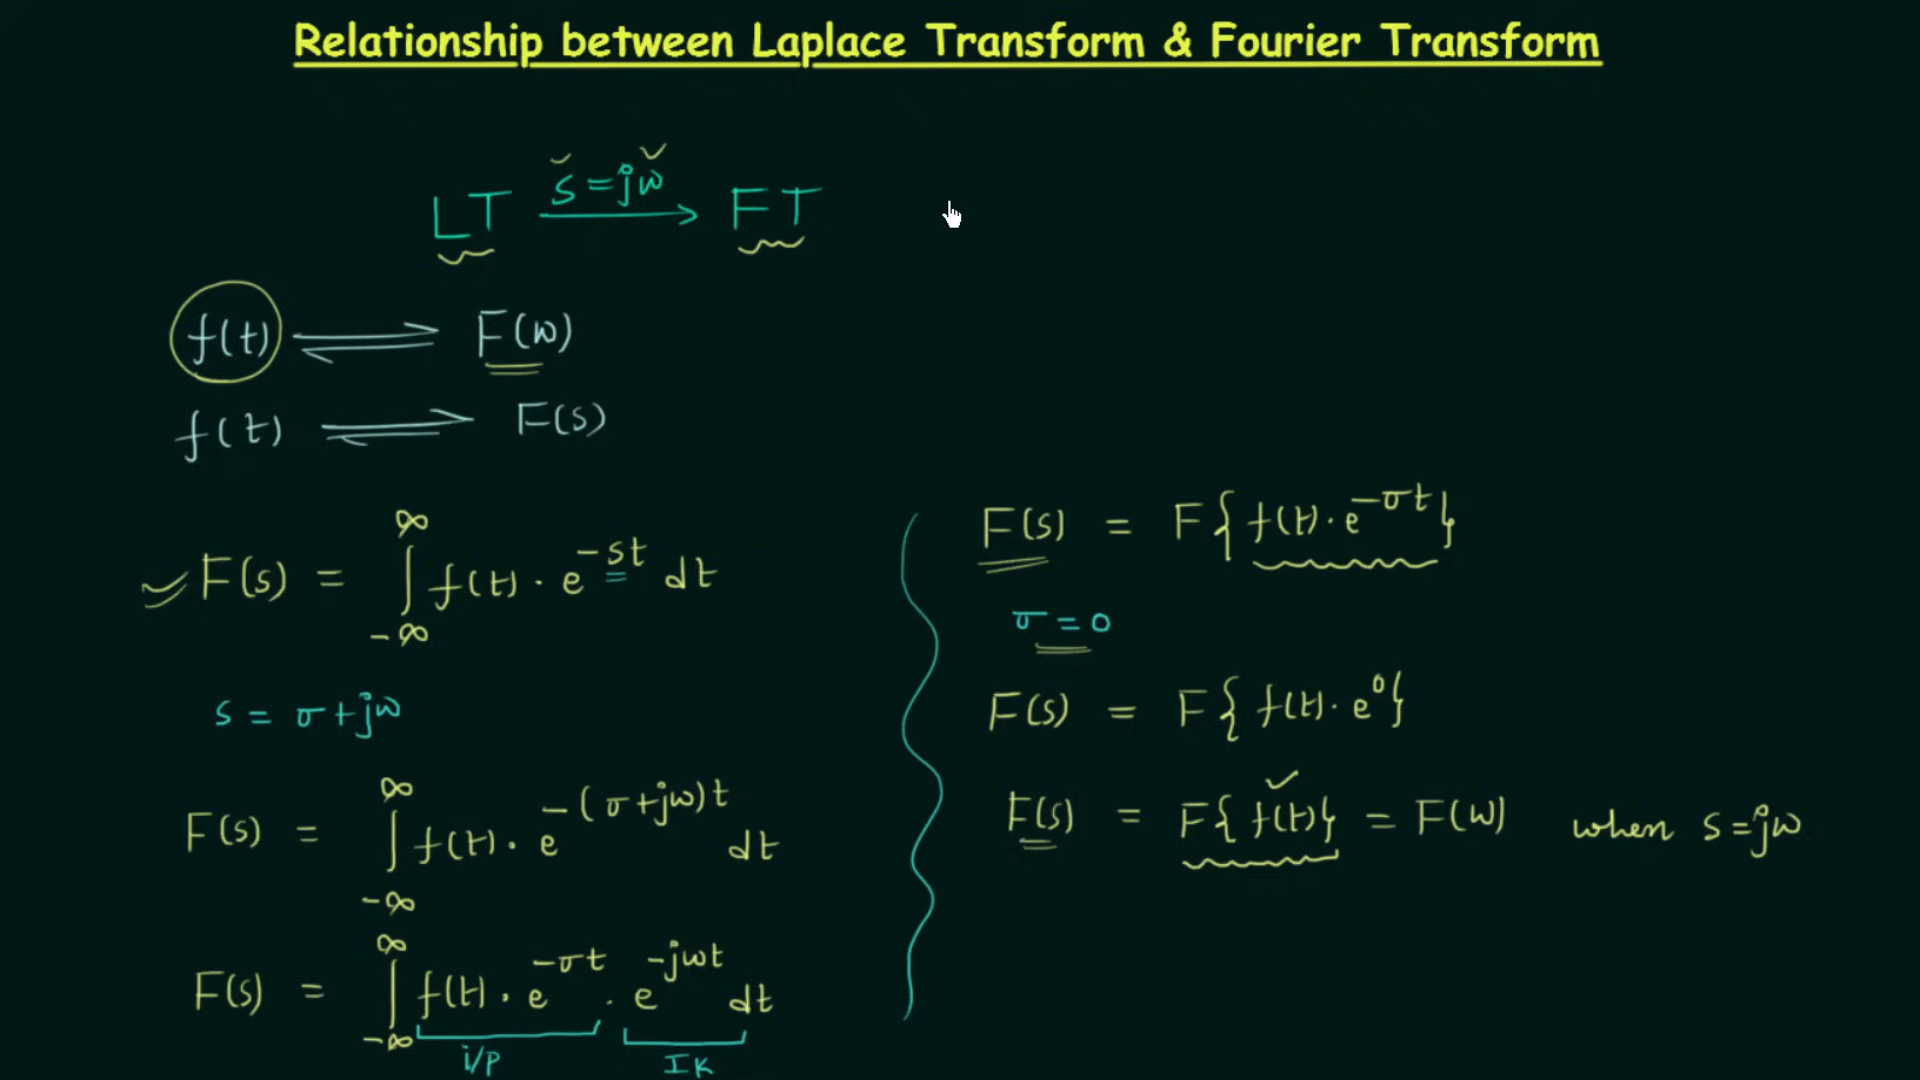 Relationship between Laplace Transform & Fourier Transform
LT s=jω→ FT
f(t) ⇌ F(ω)
f(t) ⇌ F(s)
F(s) = ∫_{-∞}^{∞} f(t) · e^{-st} dt
s = σ+jω
F(s) = ∫_{-∞}^{∞} f(t) · e^{-(σ+jω)t} dt
F(s) = ∫_{-∞}^{∞} f(t) · e^{-σt} · e^{-jωt} dt
i/p IK
F(s) = F{f(t) · e^{-σt}}
σ = 0
F(s) = F{f(t) · e^0}
F(s) = F{f(t)} = F(ω) when s=jω